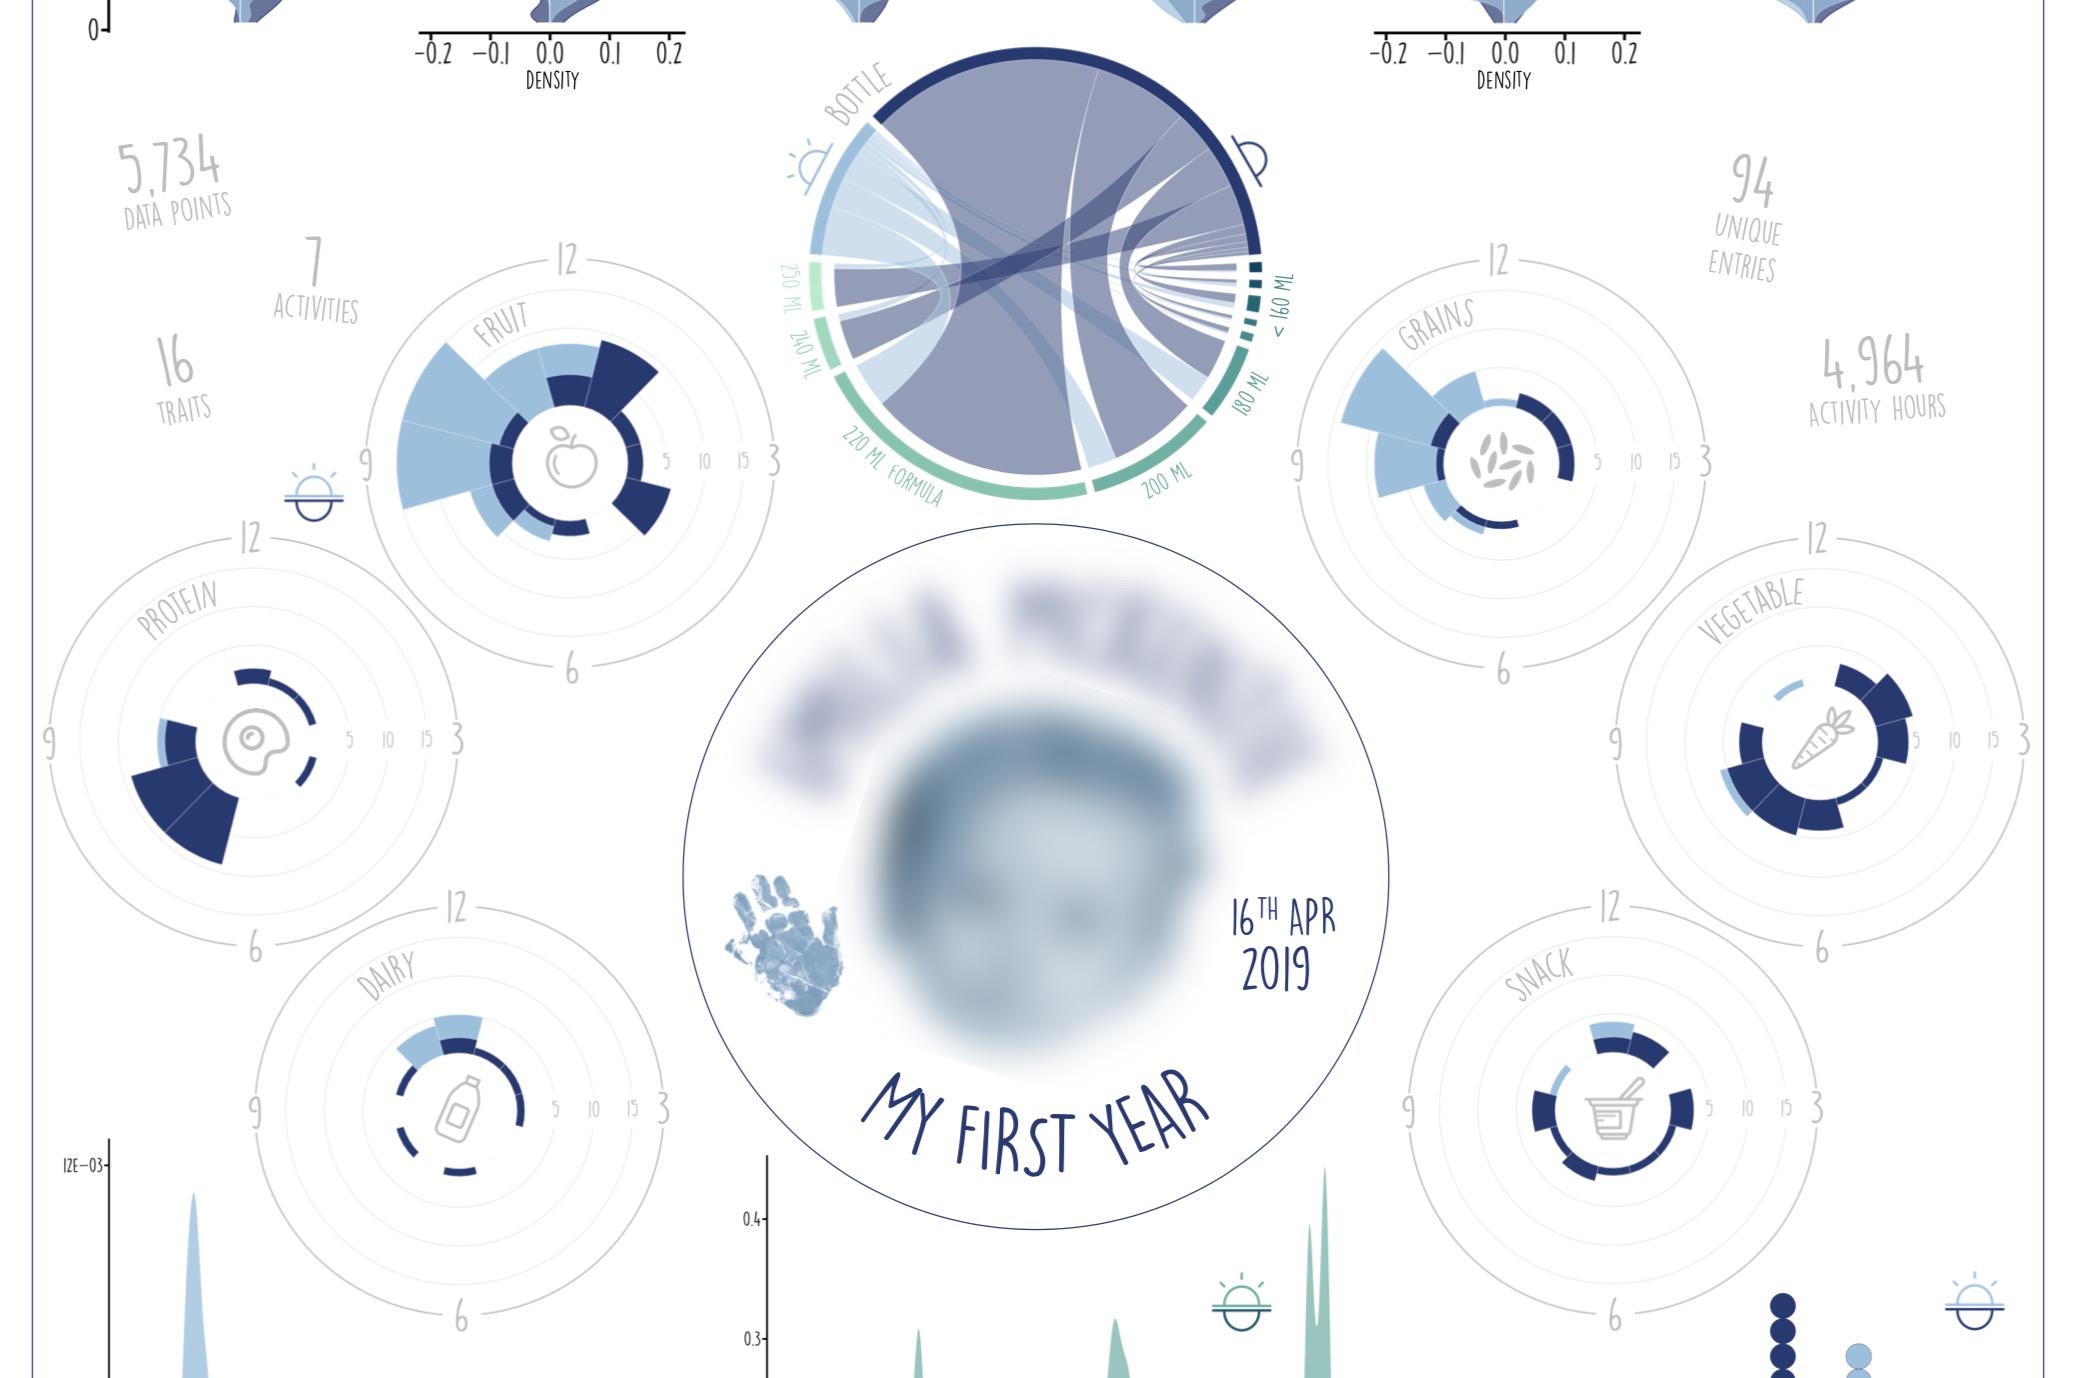 0
-0.2 -0.1 0.0 0.1 0.2
DENSITY
-0.2 -0.1 0.0 0.1 0.2
DENSITY
BOTTLE
250 ML
240 ML
220 ML FORMULA
200 ML
180 ML
< 160 ML
5,734
DATA POINTS
7
ACTIVITIES
16
TRAITS
94
UNIQUE
ENTRIES
4,964
ACTIVITY HOURS
FRUIT
12
3
6
9
5 10 15
GRAINS
12
3
6
9
5 10 15
PROTEIN
12
3
6
9
5 10 15
VEGETABLE
12
3
6
9
5 10 15
DAIRY
12
3
6
9
5 10 15
SNACK
12
3
6
9
5 10 15
16TH APR
2019
MY FIRST YEAR
12E-03
0.4
0.3